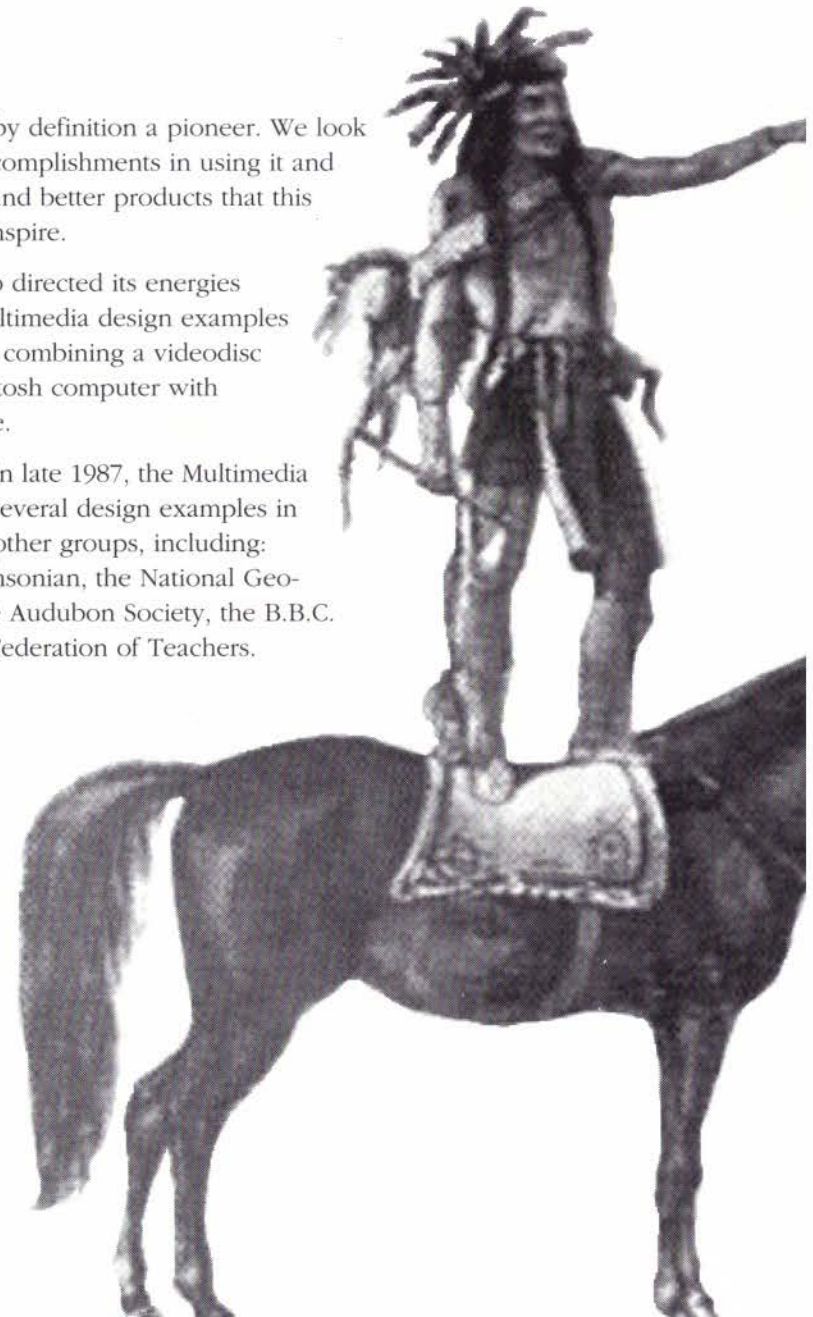 by definition a pioneer. We look
complishments in using it and
nd better products that this
nspire.
o directed its energies
ltimedia design examples
combining a videodisc
tosh computer with
e.
n late 1987, the Multimedia
everal design examples in
other groups, including:
nsonian, the National Geo-
Audubon Society, the B.B.C.
Federation of Teachers.